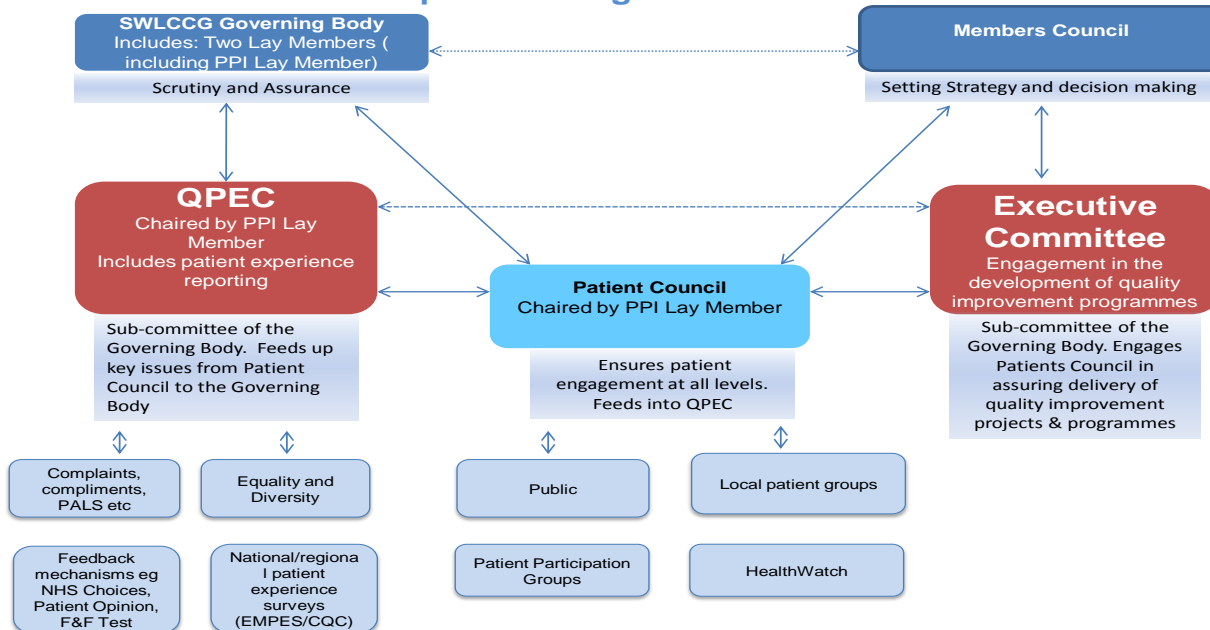 SWLCCG Governing Body
Includes: Two Lay Members (
including PPI Lay Member)
Scrutiny and Assurance
Members Council
Setting Strategy and decision making
QPEC
Chaired by PPI Lay
Member
Includes patient experience
reporting
Sub-committee of the
Governing Body.  Feeds up
key issues from Patient
Council to the Governing
Body
Patient Council
Chaired by PPI Lay Member
Ensures patient
engagement at all levels.
Feeds into QPEC
Executive
Committee
Engagement in the
development of quality
improvement programmes
Sub-committee of the
Governing Body. Engages
Patients Council in
assuring delivery of
quality improvement
projects & programmes
Complaints,
compliments,
PALS etc
Equality and
Diversity
Public
Local patient groups
Feedback
mechanisms eg
NHS Choices,
Patient Opinion,
F&F Test
National/regiona
l patient
experience
surveys
(EMPES/CQC)
Patient Participation
Groups
HealthWatch